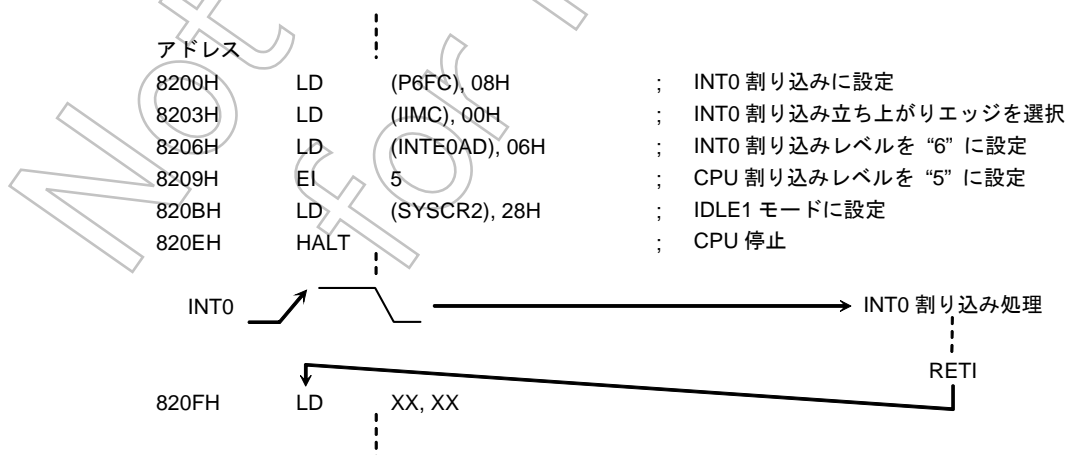 アドレス
8200H LD (P6FC), 08H ; INT0 割り込みに設定
8203H LD (IIMC), 00H ; INT0 割り込み立ち上がりエッジを選択
8206H LD (INTE0AD), 06H ; INT0 割り込みレベルを “6” に設定
8209H EI 5 ; CPU 割り込みレベルを “5” に設定
820BH LD (SYSCR2), 28H ; IDLE1 モードに設定
820EH HALT ; CPU 停止
INT0 INT0 割り込み処理
RETI
820FH LD XX, XX